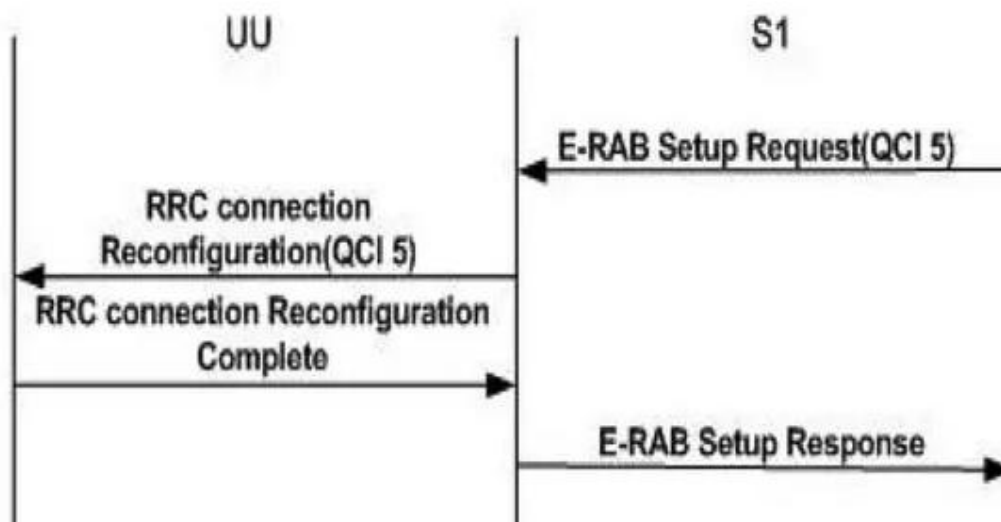 UU
S1
E-RAB Setup Request(QCI 5)
RRC connection
Reconfiguration(QCI 5)
RRC connection Reconfiguration
Complete
E-RAB Setup Response